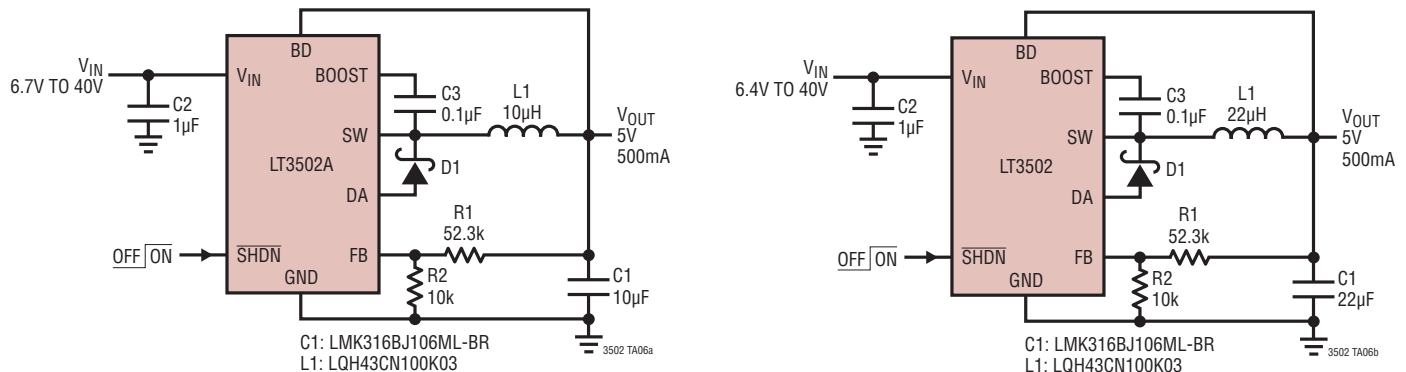 BD
V_IN
6.7V TO 40V
V_IN
BOOST
C2
1µF
C3
0.1µF
L1
10µH
SW
V_OUT
5V
500mA
LT3502A
D1
DA
R1
52.3k
OFF ON
SHDN
FB
GND
R2
10k
C1
10µF
C1: LMK316BJ106ML-BR
L1: LQH43CN100K03
3502 TA06a
BD
V_IN
6.4V TO 40V
V_IN
BOOST
C2
1µF
C3
0.1µF
L1
22µH
SW
V_OUT
5V
500mA
LT3502
D1
DA
R1
52.3k
OFF ON
SHDN
FB
GND
R2
10k
C1
22µF
C1: LMK316BJ106ML-BR
L1: LQH43CN100K03
3502 TA06b